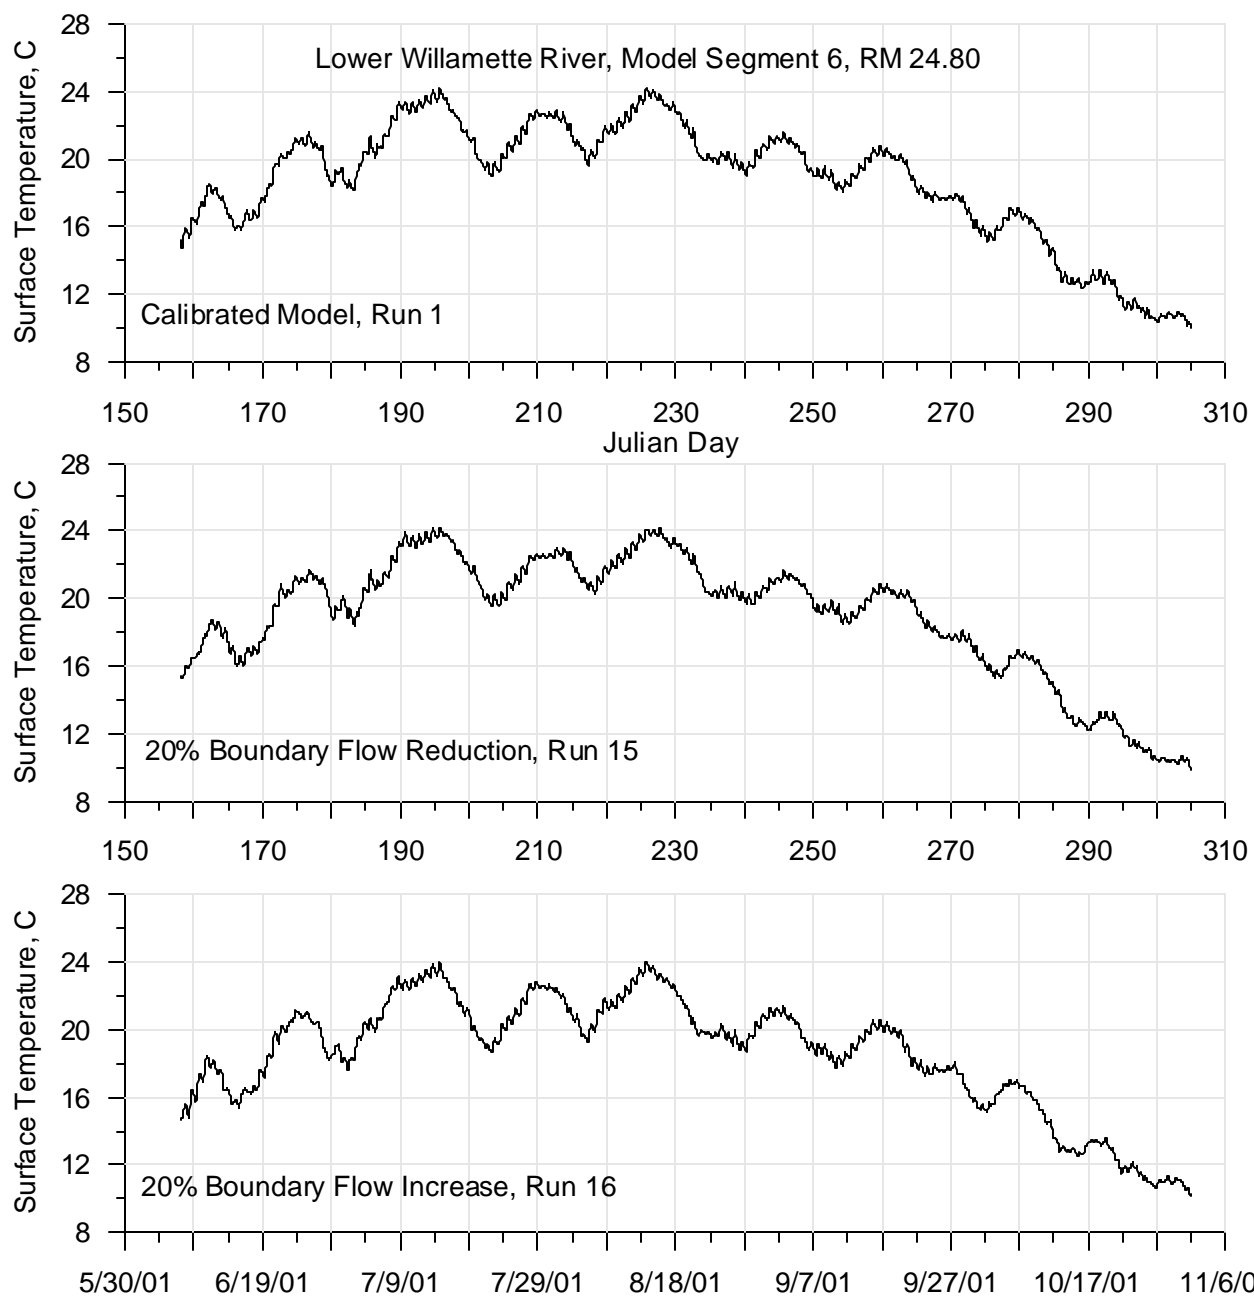 28
24
20
16
12
8
Surface Temperature, C
Lower Willamette River, Model Segment 6, RM 24.80
Calibrated Model, Run 1
150 170 190 210 230 250 270 290 310
Julian Day
28
24
20
16
12
8
Surface Temperature, C
20% Boundary Flow Reduction, Run 15
150 170 190 210 230 250 270 290 310
28
24
20
16
12
8
Surface Temperature, C
20% Boundary Flow Increase, Run 16
5/30/01 6/19/01 7/9/01 7/29/01 8/18/01 9/7/01 9/27/01 10/17/01 11/6/0